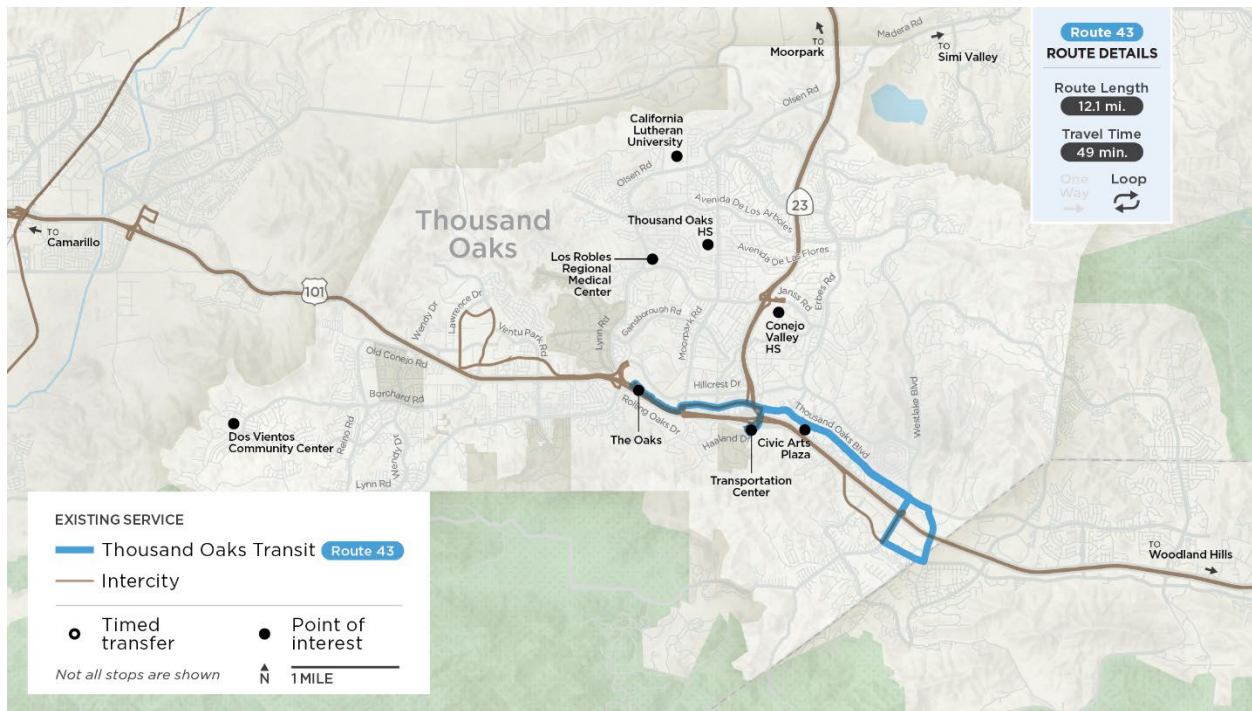 Route 43
ROUTE DETAILS
Route Length
12.1 mi.
Travel Time
49 min.
One
Way
Loop
TO
Moorpark
Madera Rd
TO
Simi Valley
Olsen Rd
California
Lutheran
University
Olsen Rd
Avenida De Los Arboles
23
Thousand
Oaks
Thousand Oaks
HS
Avenida De Las Flores
Los Robles
Regional
Medical
Center
TO
Camarillo
101
Janss Rd
Erbes Rd
Conejo
Valley
HS
Wendy Dr
Lawrence Dr
Ventu Park Rd
Lynn Rd
Gansborough Rd
Moorpark Rd
Old Conejo Rd
Borchard Rd
Hillcrest Dr
Rolling Oaks Dr
Thousand Oaks Blvd
Westlake Blvd
Dos Vientos
Community Center
Reino Rd
Wendy D
Lynn Rd
The Oaks
Haaland Dr
Civic Arts
Plaza
Transportation
Center
TO
Woodland Hills
EXISTING SERVICE
Thousand Oaks Transit Route 43
Intercity
Timed
transfer
Point of
interest
Not all stops are shown
N
1 MILE